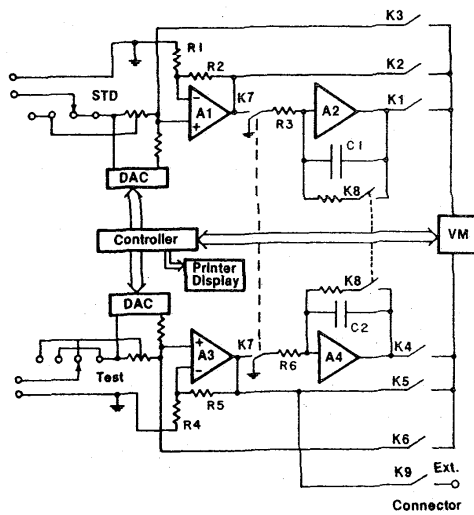 K3
R1
R2
K2
STD
A1
K7
R3
A2
K1
C1
DAC
K8
Controller
VM
Printer
Display
DAC
K8
C2
Test
A3
K7
R6
A4
K4
R5
K5
R4
K6
K9
Ext.
Connector